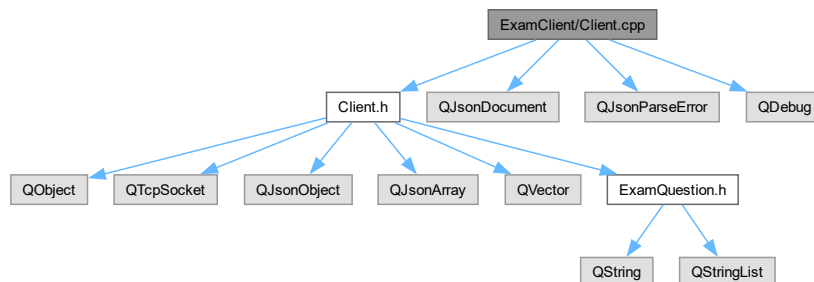 ExamClient/Client.cpp
Client.h
QJsonDocument
QJsonParseError
QDebug
QObject
QTcpSocket
QJsonObject
QJsonArray
QVector
ExamQuestion.h
QString
QStringList